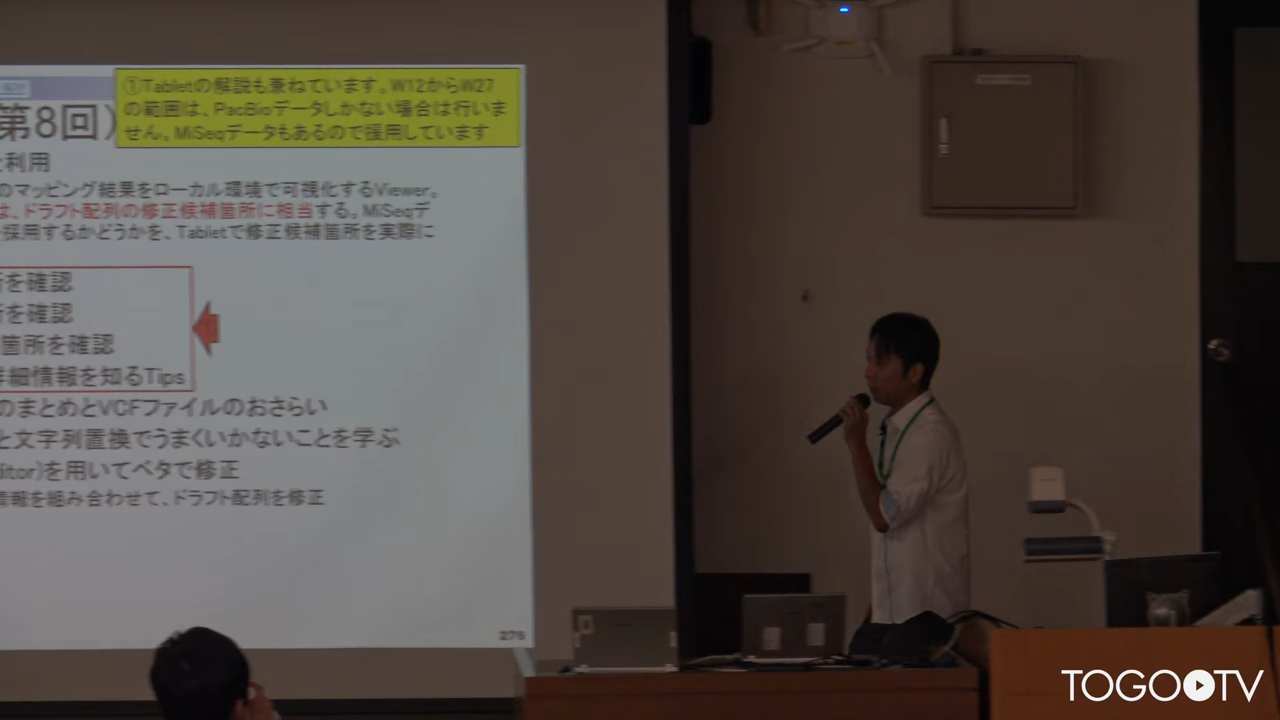 ①Tabletの解説も兼ねています。W12からW27
の範囲は、PacBioデータしかない場合は行いま
せん。MiSeqデータもあるので援用しています
第8回)
と利用
のマッピング結果をローカル環境で可視化するViewer。
は、ドラフト配列の修正候補箇所に相当する。MiSeqデ
を採用するかどうかを、Tabletで修正候補箇所を実際に
所を確認
所を確認
箇所を確認
詳細情報を知るTips
のまとめとVCFファイルのおさらい
と文字列置換でうまくいかないことを学ぶ
ditor)を用いてベタで修正
情報を組み合わせて、ドラフト配列を修正
276
TOGOTV